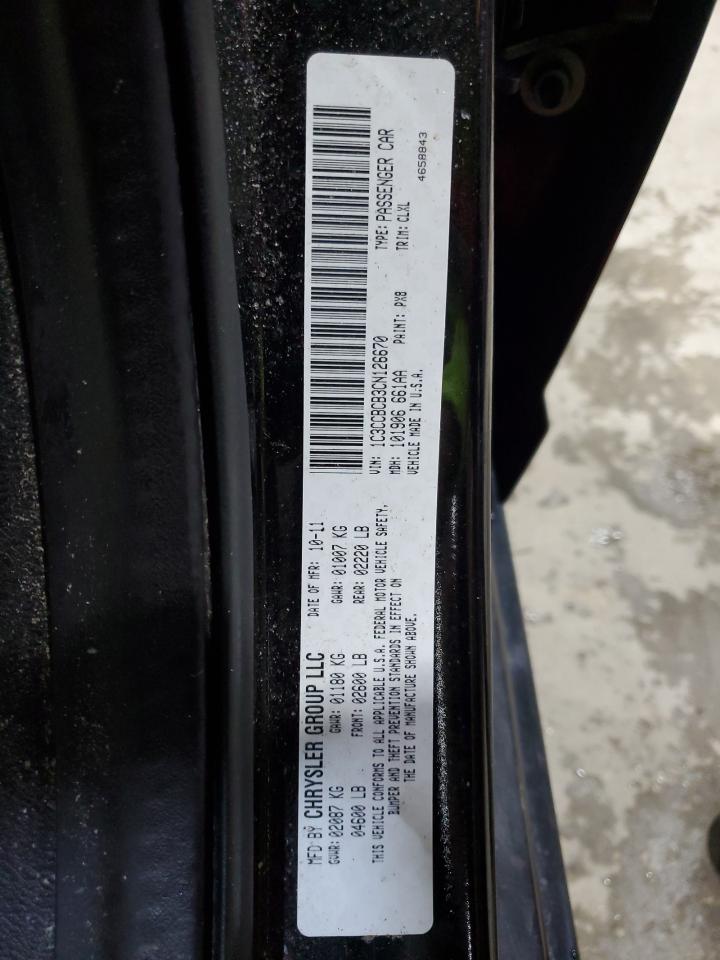 MFD BY CHRYSLER GROUP LLC DATE OF MFR: 10-11
GVWR: 02087 KG GAWR: 01180 KG GAWR: 01007 KG
04600 LB FRONT: 02600 LB REAR: 02220 LB
THIS VEHICLE CONFORMS TO ALL APPLICABLE U.S.A. FEDERAL MOTOR VEHICLE SAFETY,
BUMPER AND THEFT PREVENTION STANDARDS IN EFFECT ON
THE DATE OF MANUFACTURE SHOWN ABOVE.
VIN: 1C3CCBCB3CN126670 TYPE: PASSENGER CAR
MDH: 101906 661AA PAINT: PX8 TRIM: CLXL
VEHICLE MADE IN U.S.A.
4658843